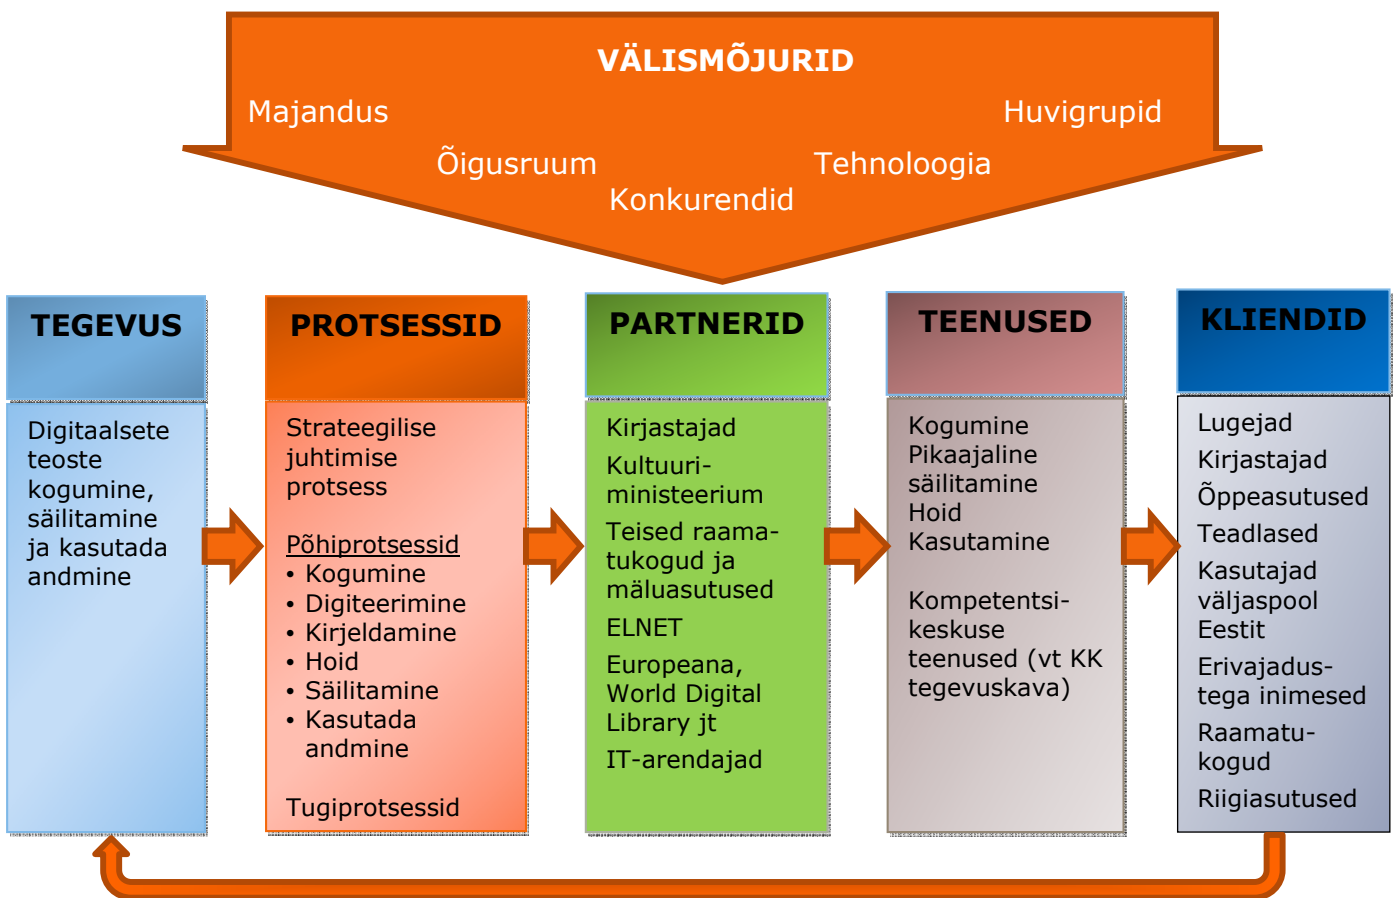 VÄLISMÕJURID
Majandus
Huvigrupid
Õigusruum
Tehnoloogia
Konkurendid
TEGEVUS
Digitaalsete
teoste
kogumine,
säilitamine
ja kasutada
andmine
PROTSESSID
Strateegilise
juhtimise
protsess
Põhiprotsessid
• Kogumine
• Digiteerimine
• Kirjeldamine
• Hoid
• Säilitamine
• Kasutada
andmine
Tugiprotsessid
PARTNERID
Kirjastajad
Kultuuri-
ministeerium
Teised raama-
tukogud ja
mäluasutused
ELNET
Europeana,
World Digital
Library jt
IT-arendajad
TEENUSED
Kogumine
Pikaajaline
säilitamine
Hoid
Kasutamine
Kompetentsi-
keskuse
teenused (vt KK
tegevuskava)
KLIENDID
Lugejad
Kirjastajad
Õppeasutused
Teadlased
Kasutajad
väljaspool
Eestit
Erivajadus-
tega inimesed
Raamatu-
kogud
Riigiasutused